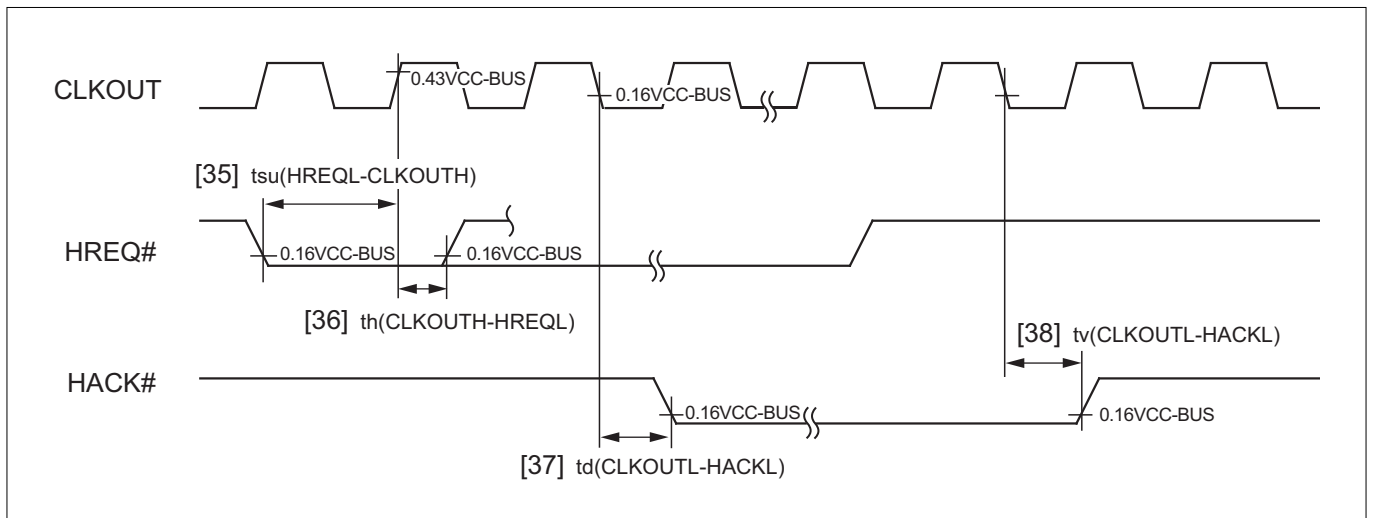 CLKOUT
0.43VCC-BUS
0.16VCC-BUS
[35] tsu(HREQL-CLKOUTH)
HREQ#
0.16VCC-BUS
0.16VCC-BUS
[36] th(CLKOUTH-HREQL)
[38] tv(CLKOUTL-HACKL)
HACK#
0.16VCC-BUS
0.16VCC-BUS
[37] td(CLKOUTL-HACKL)